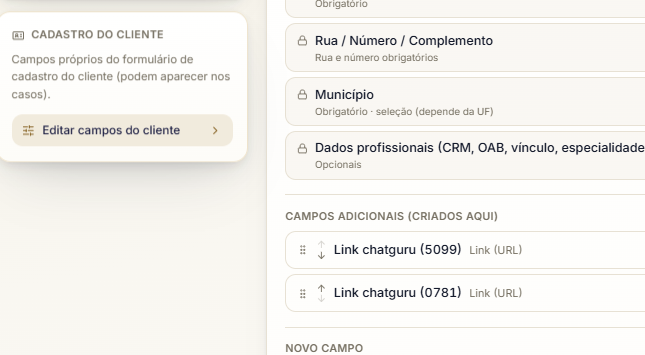 CADASTRO DO CLIENTE
Campos próprios do formulário de
cadastro do cliente (podem aparecer nos
casos).
Editar campos do cliente
Obrigatório
Rua / Número / Complemento
Rua e número obrigatórios
Município
Obrigatório · seleção (depende da UF)
Dados profissionais (CRM, OAB, vínculo, especialidade
Opcionais
CAMPOS ADICIONAIS (CRIADOS AQUI)
Link chatguru (5099) Link (URL)
Link chatguru (0781) Link (URL)
NOVO CAMPO